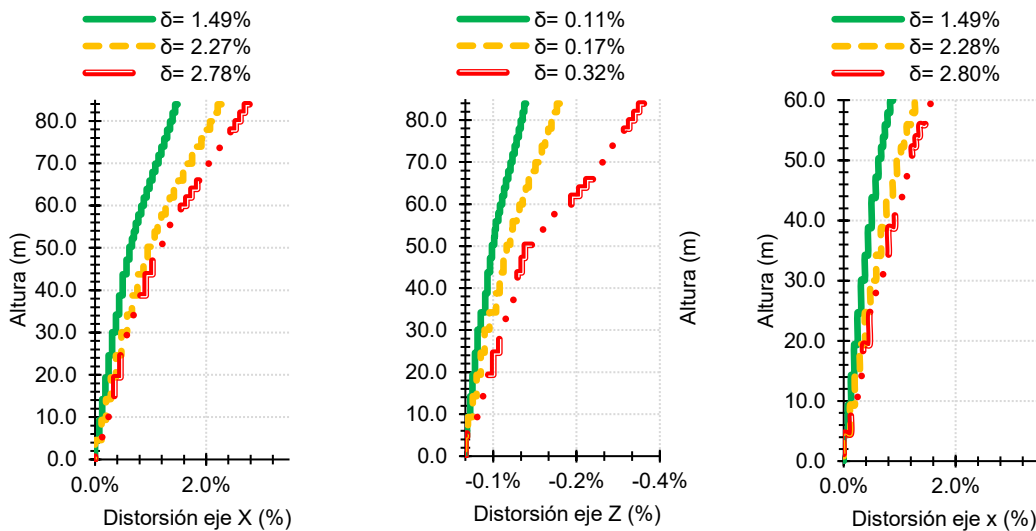 δ= 1.49%
δ= 2.27%
δ= 2.78%
80.0
70.0
60.0
50.0
40.0
30.0
20.0
10.0
0.0
Altura (m)
0.0%
2.0%
Distorsión eje X (%)
δ= 0.11%
δ= 0.17%
δ= 0.32%
80.0
70.0
60.0
50.0
40.0
30.0
20.0
10.0
0.0
-0.1%
-0.2%
-0.4%
Distorsión eje Z (%)
Altura (m)
δ= 1.49%
δ= 2.28%
δ= 2.80%
60.0
50.0
40.0
30.0
20.0
10.0
0.0
Altura (m)
0.0%
2.0%
Distorsión eje x (%)